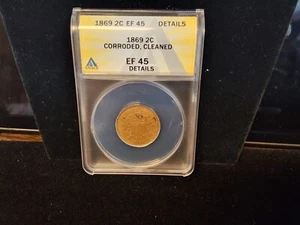 1869 2C EF 45 DETAILS
1869 2C
CORRODED, CLEANED
EF 45
DETAILS